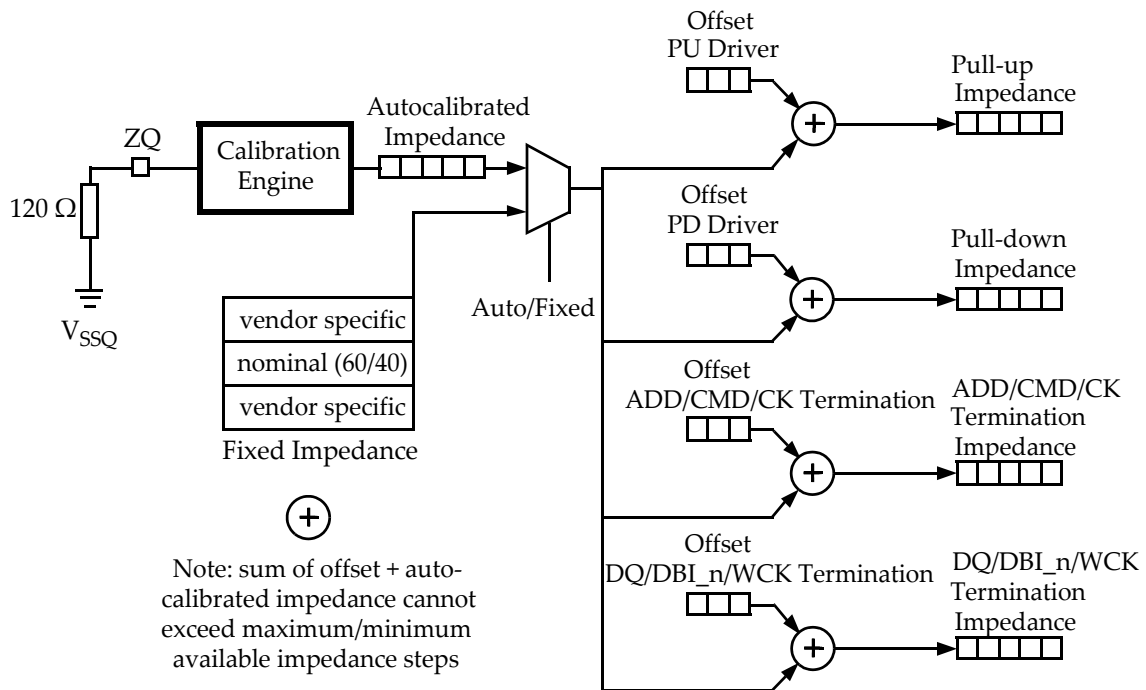 Offset
PU Driver
Pull-up
Impedance
Autocalibrated
Impedance
ZQ
Calibration
Engine
120 Ω
V_SSQ
Auto/Fixed
vendor specific
nominal (60/40)
vendor specific
Fixed Impedance
Offset
PD Driver
Pull-down
Impedance
Offset
ADD/CMD/CK Termination
ADD/CMD/CK
Termination
Impedance
Offset
DQ/DBI_n/WCK Termination
DQ/DBI_n/WCK
Termination
Impedance
Note: sum of offset + auto-
calibrated impedance cannot
exceed maximum/minimum
available impedance steps